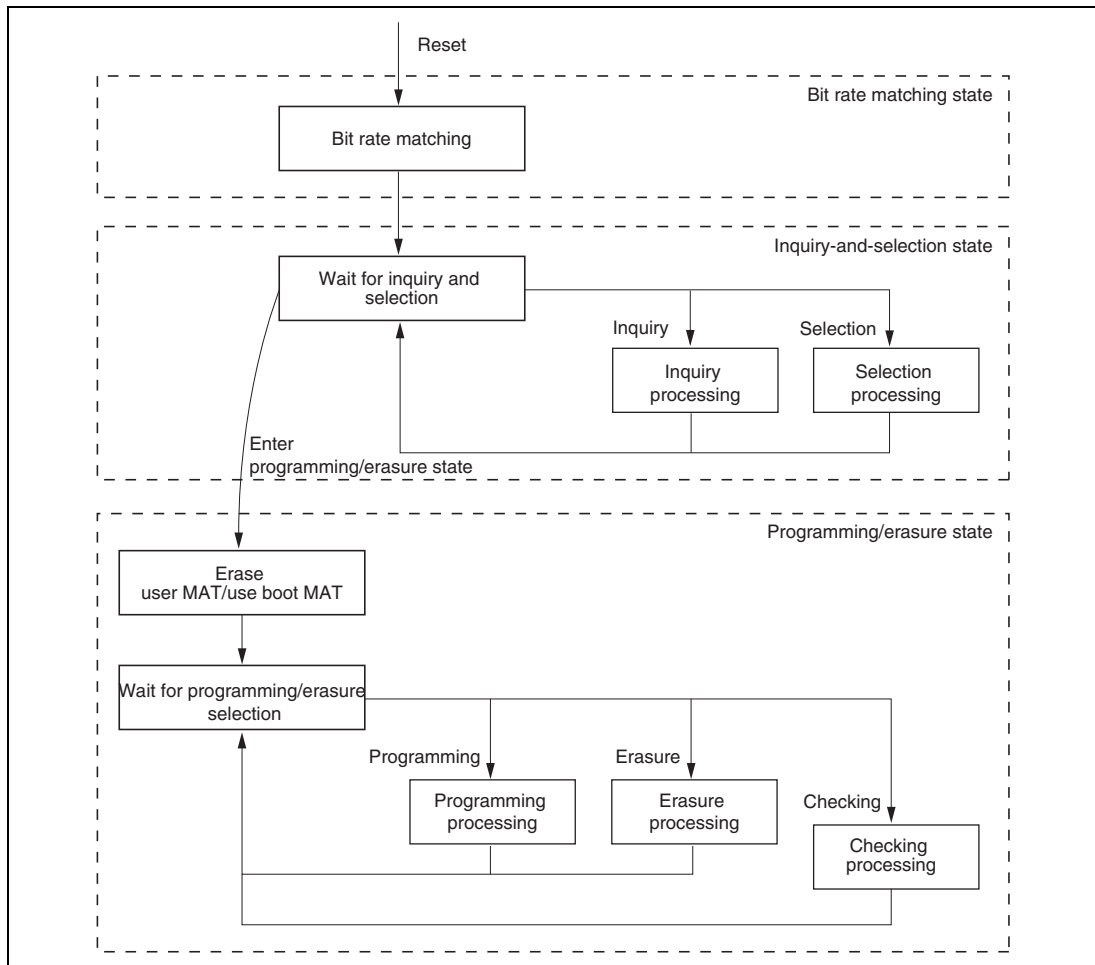 Reset
Bit rate matching state
Bit rate matching
Inquiry-and-selection state
Wait for inquiry and
selection
Inquiry
Selection
Inquiry
processing
Selection
processing
Enter
programming/erasure state
Programming/erasure state
Erase
user MAT/use boot MAT
Wait for programming/erasure
selection
Programming
Erasure
Checking
Programming
processing
Erasure
processing
Checking
processing